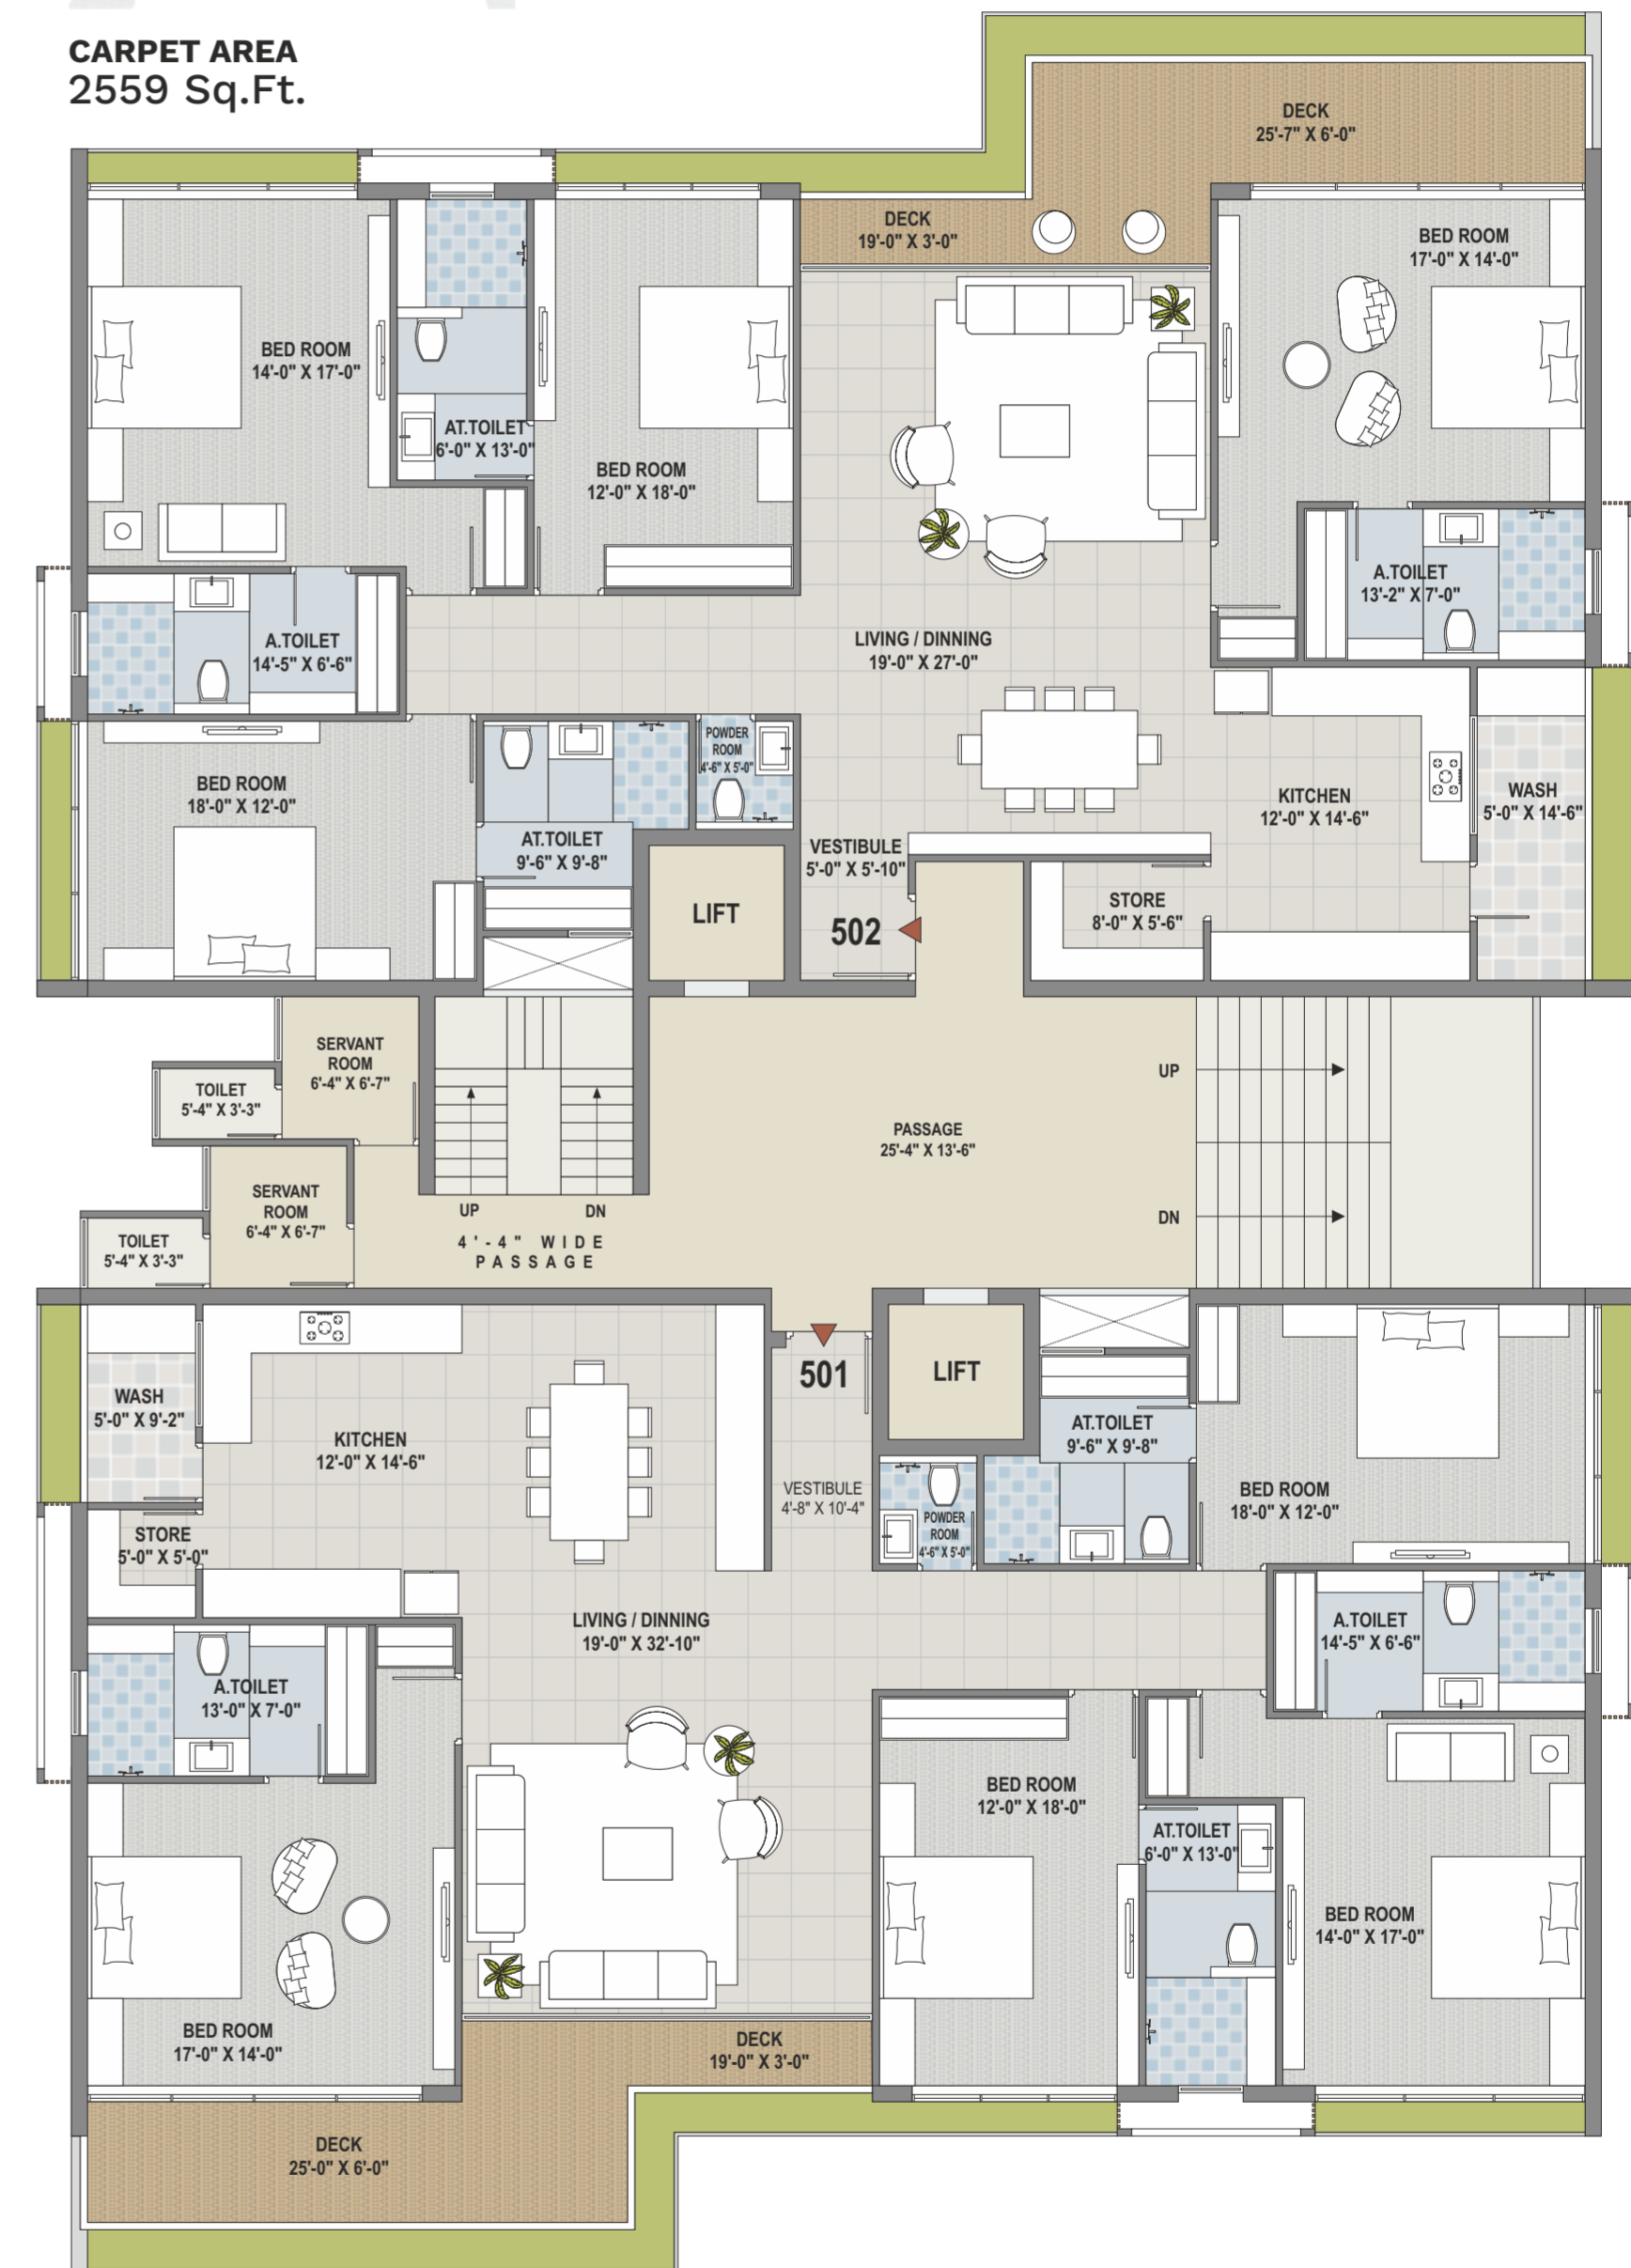 CARPET AREA
2559 Sq.Ft.
DECK
25'-7" X 6'-0"
DECK
19'-0" X 3'-0"
BED ROOM
17'-0" X 14'-0"
BED ROOM
14'-0" X 17'-0"
AT.TOILET
6'-0" X 13'-0"
BED ROOM
12'-0" X 18'-0"
A.TOILET
13'-2" X 7'-0"
A.TOILET
14'-5" X 6'-6"
LIVING / DINNING
19'-0" X 27'-0"
POWDER
ROOM
4'-6" X 5'-0"
BED ROOM
18'-0" X 12'-0"
AT.TOILET
9'-6" X 9'-8"
VESTIBULE
5'-0" X 5'-10"
KITCHEN
12'-0" X 14'-6"
WASH
5'-0" X 14'-6"
LIFT
502
STORE
8'-0" X 5'-6"
SERVANT
ROOM
6'-4" X 6'-7"
TOILET
5'-4" X 3'-3"
UP
PASSAGE
25'-4" X 13'-6"
SERVANT
ROOM
6'-4" X 6'-7"
UP
DN
DN
TOILET
5'-4" X 3'-3"
4'-4" WIDE
PASSAGE
501
LIFT
WASH
5'-0" X 9'-2"
KITCHEN
12'-0" X 14'-6"
AT.TOILET
9'-6" X 9'-8"
VESTIBULE
4'-8" X 10'-4"
BED ROOM
18'-0" X 12'-0"
POWDER
ROOM
4'-6" X 5'-0"
STORE
5'-0" X 5'-0"
LIVING / DINNING
19'-0" X 32'-10"
A.TOILET
14'-5" X 6'-6"
A.TOILET
13'-0" X 7'-0"
BED ROOM
12'-0" X 18'-0"
AT.TOILET
6'-0" X 13'-0"
BED ROOM
14'-0" X 17'-0"
BED ROOM
17'-0" X 14'-0"
DECK
19'-0" X 3'-0"
DECK
25'-0" X 6'-0"